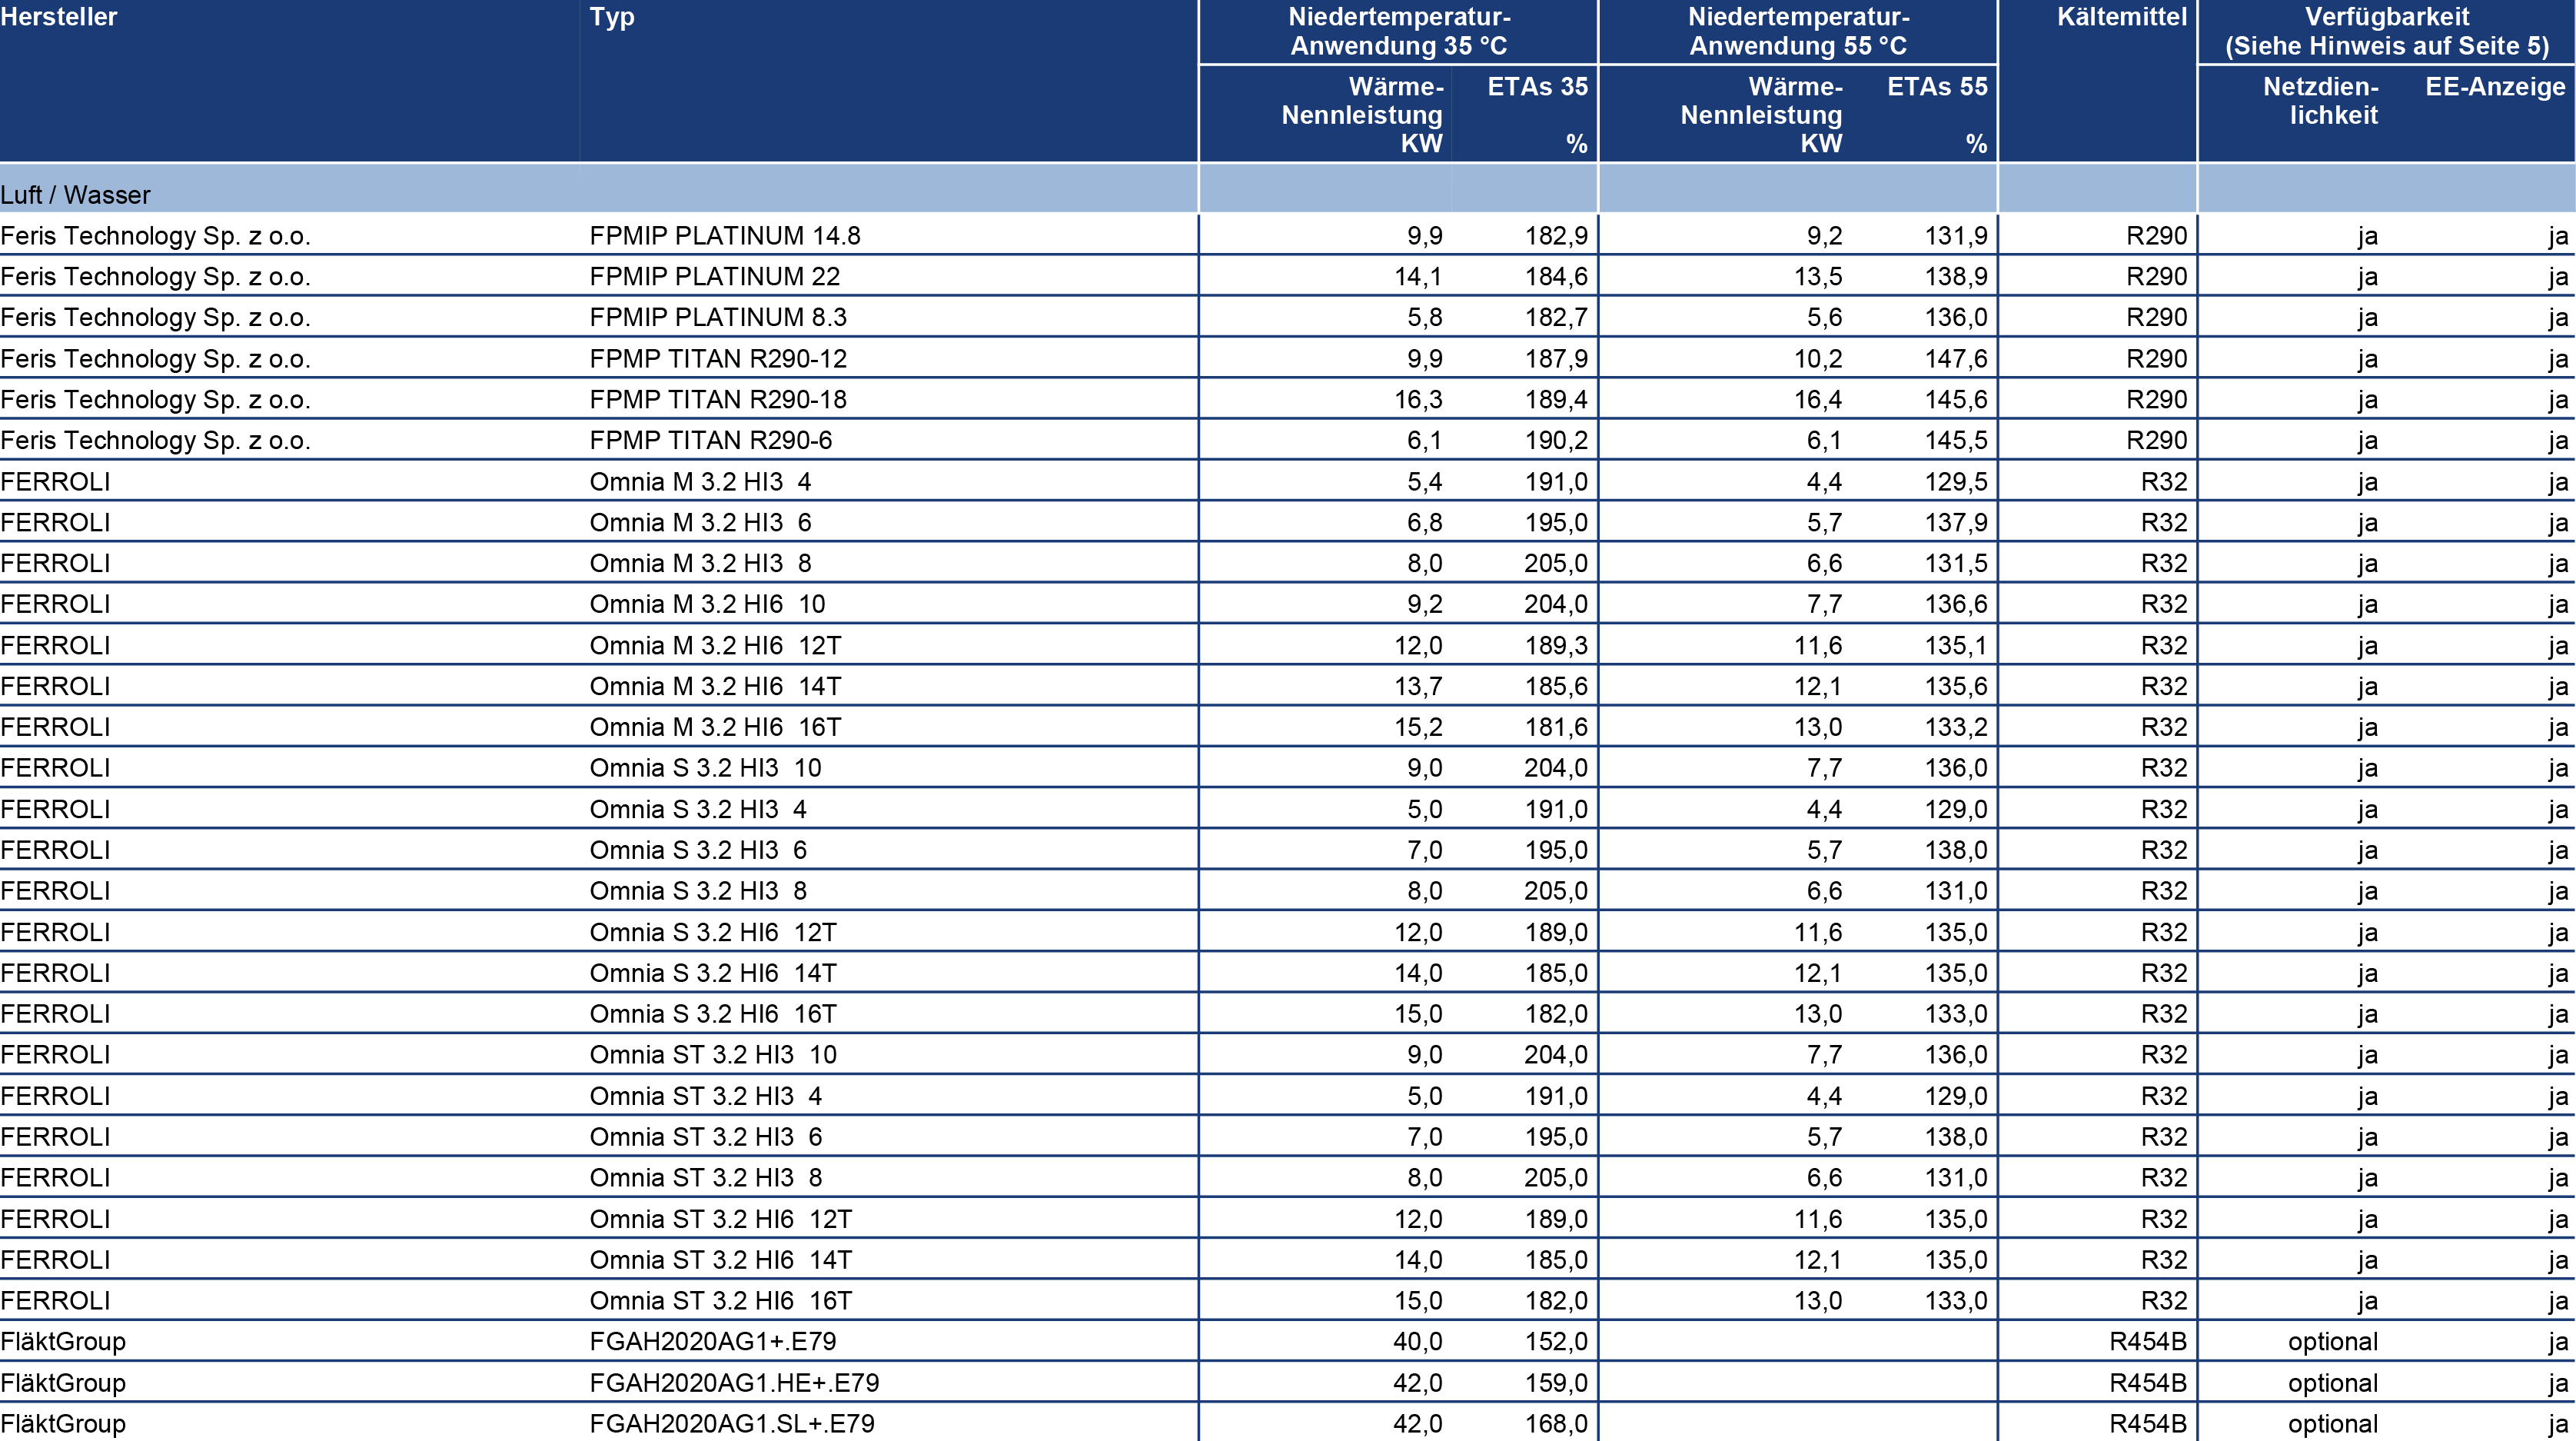 Hersteller Typ Niedertemperatur- Niedertemperatur- Kältemittel Verfügbarkeit
Anwendung 35 °C Anwendung 55 °C (Siehe Hinweis auf Seite 5)
Wärme- ETAs 35 Wärme- ETAs 55 Netzdien- EE-Anzeige
Nennleistung Nennleistung lichkeit
KW % KW %
Luft / Wasser
Feris Technology Sp. z o.o. FPMIP PLATINUM 14.8 9,9 182,9 9,2 131,9 R290 ja ja
Feris Technology Sp. z o.o. FPMIP PLATINUM 22 14,1 184,6 13,5 138,9 R290 ja ja
Feris Technology Sp. z o.o. FPMIP PLATINUM 8.3 5,8 182,7 5,6 136,0 R290 ja ja
Feris Technology Sp. z o.o. FPMP TITAN R290-12 9,9 187,9 10,2 147,6 R290 ja ja
Feris Technology Sp. z o.o. FPMP TITAN R290-18 16,3 189,4 16,4 145,6 R290 ja ja
Feris Technology Sp. z o.o. FPMP TITAN R290-6 6,1 190,2 6,1 145,5 R290 ja ja
FERROLI Omnia M 3.2 HI3  4 5,4 191,0 4,4 129,5 R32 ja ja
FERROLI Omnia M 3.2 HI3  6 6,8 195,0 5,7 137,9 R32 ja ja
FERROLI Omnia M 3.2 HI3  8 8,0 205,0 6,6 131,5 R32 ja ja
FERROLI Omnia M 3.2 HI6  10 9,2 204,0 7,7 136,6 R32 ja ja
FERROLI Omnia M 3.2 HI6  12T 12,0 189,3 11,6 135,1 R32 ja ja
FERROLI Omnia M 3.2 HI6  14T 13,7 185,6 12,1 135,6 R32 ja ja
FERROLI Omnia M 3.2 HI6  16T 15,2 181,6 13,0 133,2 R32 ja ja
FERROLI Omnia S 3.2 HI3  10 9,0 204,0 7,7 136,0 R32 ja ja
FERROLI Omnia S 3.2 HI3  4 5,0 191,0 4,4 129,0 R32 ja ja
FERROLI Omnia S 3.2 HI3  6 7,0 195,0 5,7 138,0 R32 ja ja
FERROLI Omnia S 3.2 HI3  8 8,0 205,0 6,6 131,0 R32 ja ja
FERROLI Omnia S 3.2 HI6  12T 12,0 189,0 11,6 135,0 R32 ja ja
FERROLI Omnia S 3.2 HI6  14T 14,0 185,0 12,1 135,0 R32 ja ja
FERROLI Omnia S 3.2 HI6  16T 15,0 182,0 13,0 133,0 R32 ja ja
FERROLI Omnia ST 3.2 HI3  10 9,0 204,0 7,7 136,0 R32 ja ja
FERROLI Omnia ST 3.2 HI3  4 5,0 191,0 4,4 129,0 R32 ja ja
FERROLI Omnia ST 3.2 HI3  6 7,0 195,0 5,7 138,0 R32 ja ja
FERROLI Omnia ST 3.2 HI3  8 8,0 205,0 6,6 131,0 R32 ja ja
FERROLI Omnia ST 3.2 HI6  12T 12,0 189,0 11,6 135,0 R32 ja ja
FERROLI Omnia ST 3.2 HI6  14T 14,0 185,0 12,1 135,0 R32 ja ja
FERROLI Omnia ST 3.2 HI6  16T 15,0 182,0 13,0 133,0 R32 ja ja
FläktGroup FGAH2020AG1+.E79 40,0 152,0 R454B optional ja
FläktGroup FGAH2020AG1.HE+.E79 42,0 159,0 R454B optional ja
FläktGroup FGAH2020AG1.SL+.E79 42,0 168,0 R454B optional ja